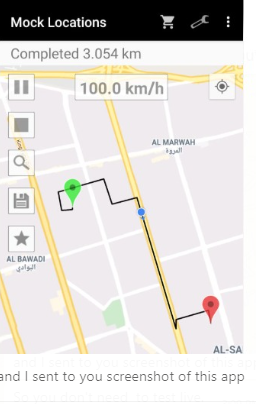 Mock Locations
Completed 3.054 km
100.0 km/h
AL MARWAH
المروة
AL BAWADI
البوادي
AL-SA
and I sent to you screenshot of this app